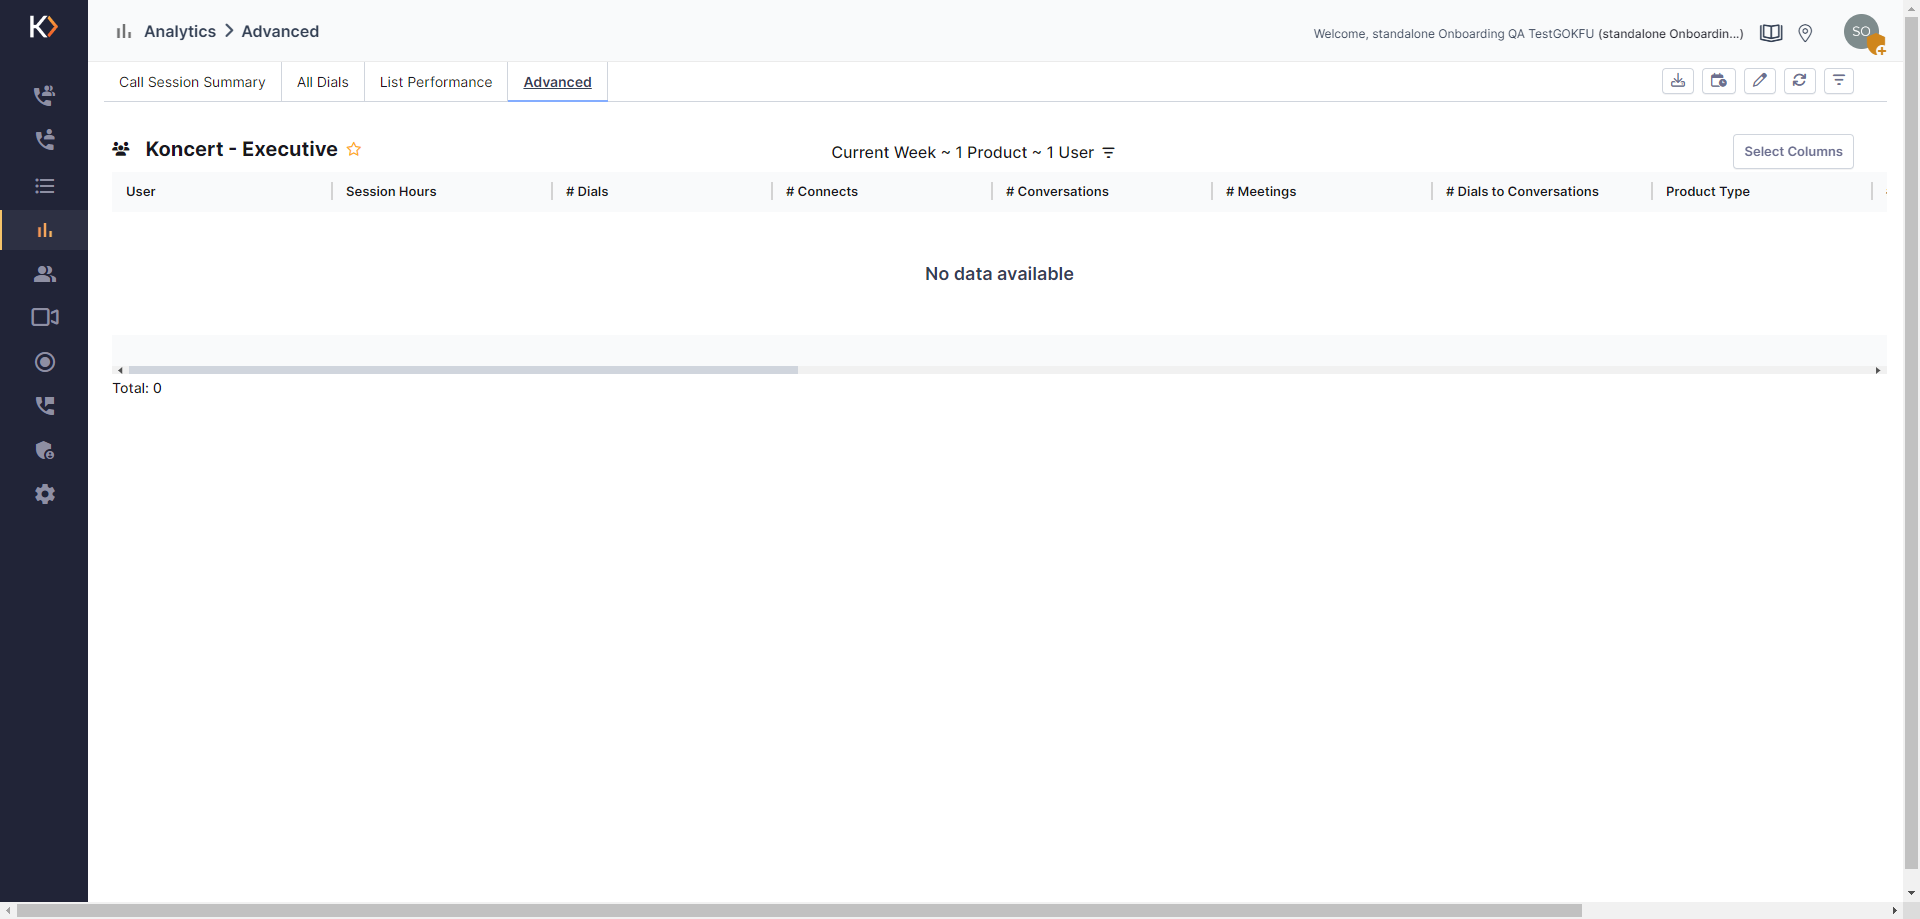 Analytics > Advanced
Welcome, standalone Onboarding QA TestGOKFU (standalone Onboardin...)
SO
Call Session Summary
All Dials
List Performance
Advanced
Koncert - Executive
Current Week ~ 1 Product ~ 1 User
Select Columns
User
Session Hours
# Dials
# Connects
# Conversations
# Meetings
# Dials to Conversations
Product Type
No data available
Total: 0